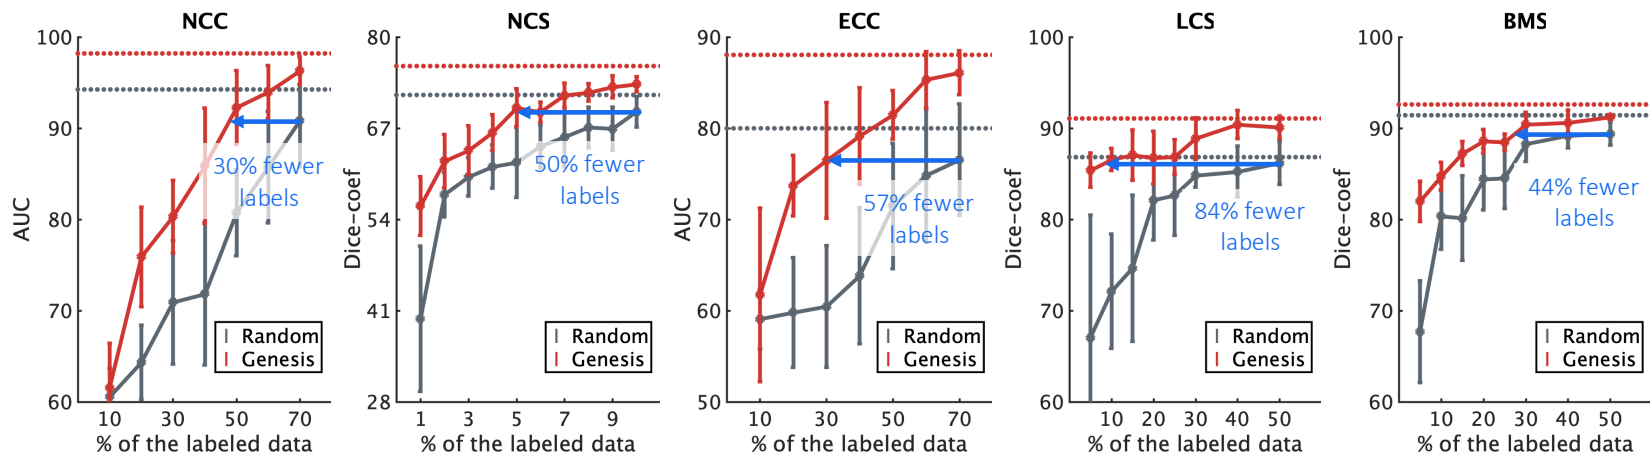 NCC
100
90
80
70
60
AUC
30% fewer
labels
Random
Genesis
10
30
50
70
% of the labeled data
NCS
80
67
54
41
28
Dice-coef
50% fewer
labels
Random
Genesis
1
3
5
7
9
% of the labeled data
ECC
90
80
70
60
50
AUC
57% fewer
labels
Random
Genesis
10
30
50
70
% of the labeled data
LCS
100
90
80
70
60
Dice-coef
84% fewer
labels
Random
Genesis
10
20
30
40
50
% of the labeled data
BMS
100
90
80
70
60
Dice-coef
44% fewer
labels
Random
Genesis
10
20
30
40
50
% of the labeled data